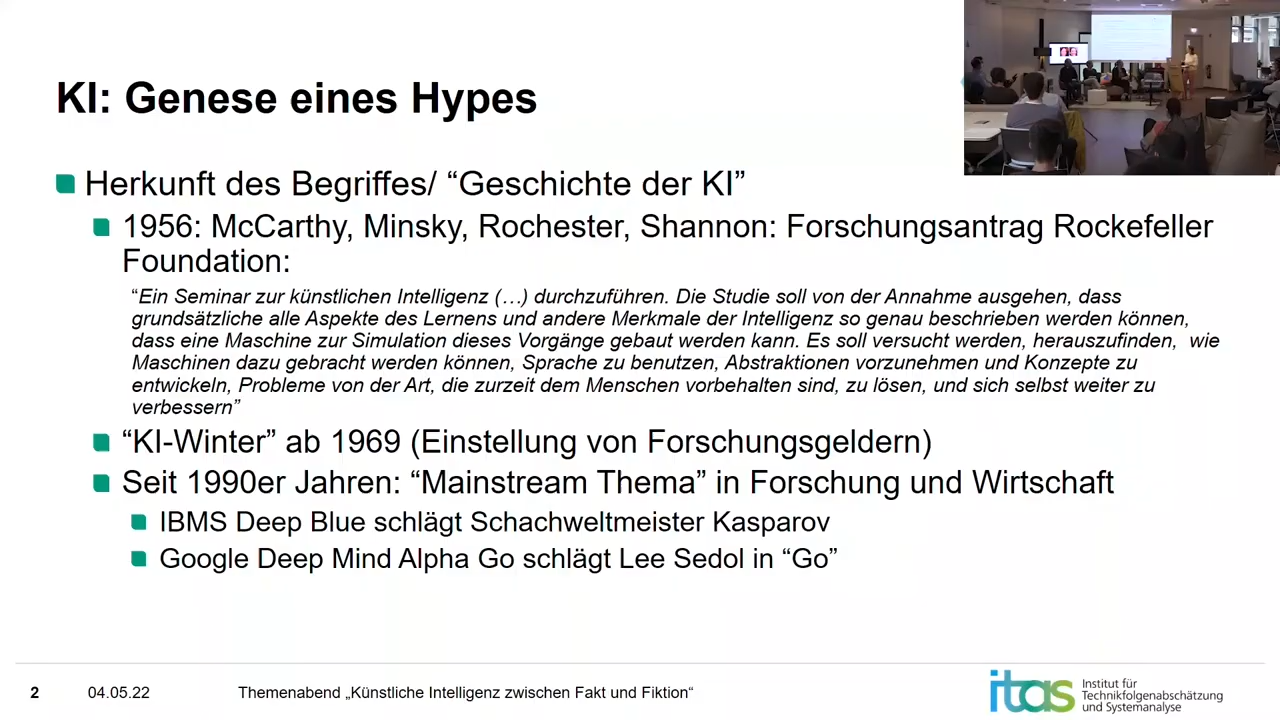 KI: Genese eines Hypes
Herkunft des Begriffes/ “Geschichte der KI”
1956: McCarthy, Minsky, Rochester, Shannon: Forschungsantrag Rockefeller
Foundation:
“Ein Seminar zur künstlichen Intelligenz (…) durchzuführen. Die Studie soll von der Annahme ausgehen, dass
grundsätzliche alle Aspekte des Lernens und andere Merkmale der Intelligenz so genau beschrieben werden können,
dass eine Maschine zur Simulation dieses Vorgänge gebaut werden kann. Es soll versucht werden, herauszufinden, wie
Maschinen dazu gebracht werden können, Sprache zu benutzen, Abstraktionen vorzunehmen und Konzepte zu
entwickeln, Probleme von der Art, die zurzeit dem Menschen vorbehalten sind, zu lösen, und sich selbst weiter zu
verbessern”
“KI-Winter” ab 1969 (Einstellung von Forschungsgeldern)
Seit 1990er Jahren: “Mainstream Thema” in Forschung und Wirtschaft
IBMS Deep Blue schlägt Schachweltmeister Kasparov
Google Deep Mind Alpha Go schlägt Lee Sedol in “Go”
2 04.05.22 Themenabend „Künstliche Intelligenz zwischen Fakt und Fiktion“
itas Institut für
Technikfolgenabschätzung
und Systemanalyse